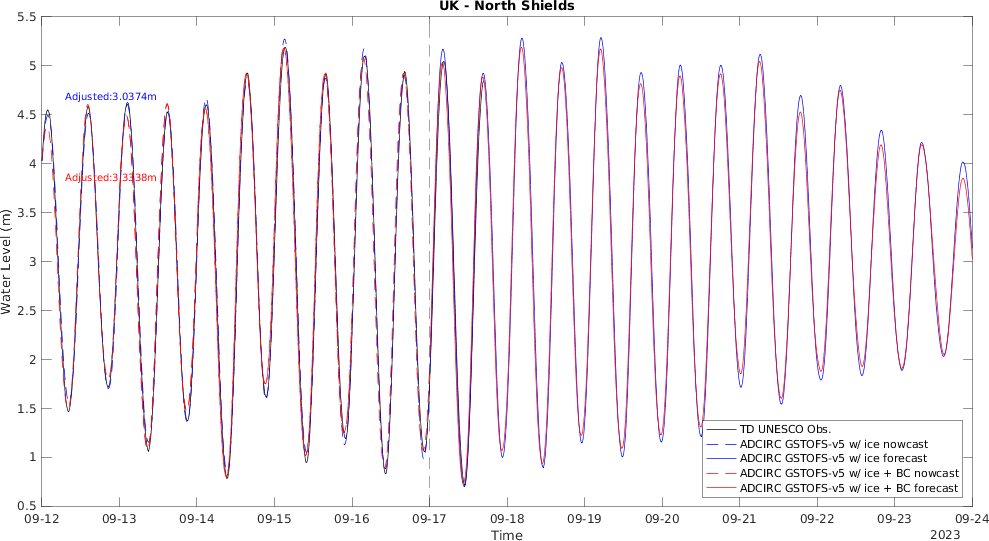 UK - North Shields
5.5
5
4.5
4
3.5
3
2.5
2
1.5
1
0.5
Water Level (m)
Adjusted:3.0374m
Adjusted:3.3338m
TD UNESCO Obs.
ADCIRC GSTOFS-v5 w/ ice nowcast
ADCIRC GSTOFS-v5 w/ ice forecast
ADCIRC GSTOFS-v5 w/ ice + BC nowcast
ADCIRC GSTOFS-v5 w/ ice + BC forecast
09-12 09-13 09-14 09-15 09-16 09-17 09-18 09-19 09-20 09-21 09-22 09-23 09-24
Time
2023